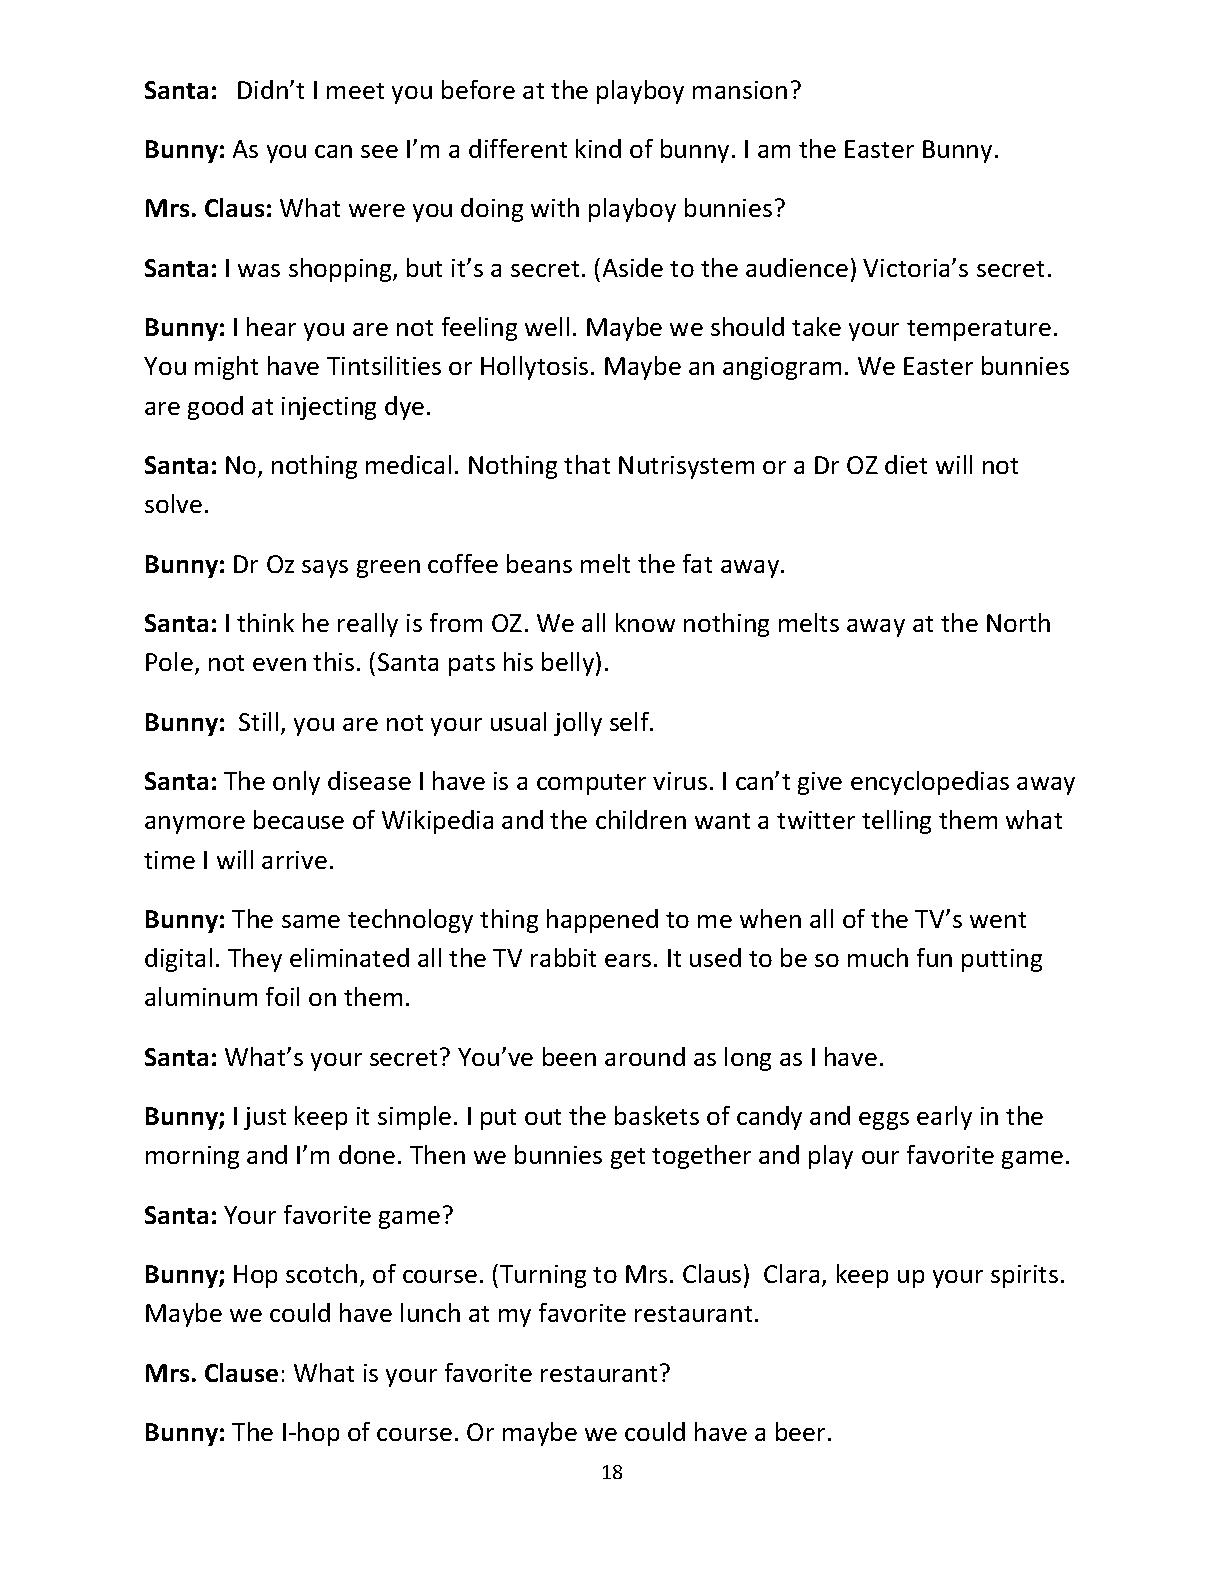 Santa:   Didn’t I meet you before at the playboy mansion?
Bunny: As you can see I’m a different kind of bunny. I am the Easter Bunny.
Mrs. Claus: What were you doing with playboy bunnies?
Santa: I was shopping, but it’s a secret. (Aside to the audience) Victoria’s secret.
Bunny: I hear you are not feeling well. Maybe we should take your temperature.
You might have Tintsilities or Hollytosis. Maybe an angiogram. We Easter bunnies
are good at injecting dye.
Santa: No, nothing medical. Nothing that Nutrisystem or a Dr OZ diet will not
solve.
Bunny: Dr Oz says green coffee beans melt the fat away.
Santa: I think he really is from OZ. We all know nothing melts away at the North
Pole, not even this. (Santa pats his belly).
Bunny:  Still, you are not your usual jolly self.
Santa: The only disease I have is a computer virus. I can’t give encyclopedias away
anymore because of Wikipedia and the children want a twitter telling them what
time I will arrive.
Bunny: The same technology thing happened to me when all of the TV’s went
digital. They eliminated all the TV rabbit ears. It used to be so much fun putting
aluminum foil on them.
Santa: What’s your secret? You’ve been around as long as I have.
Bunny; I just keep it simple. I put out the baskets of candy and eggs early in the
morning and I’m done. Then we bunnies get together and play our favorite game.
Santa: Your favorite game?
Bunny; Hop scotch, of course. (Turning to Mrs. Claus)  Clara, keep up your spirits.
Maybe we could have lunch at my favorite restaurant.
Mrs. Clause: What is your favorite restaurant?
Bunny: The I-hop of course. Or maybe we could have a beer.
18